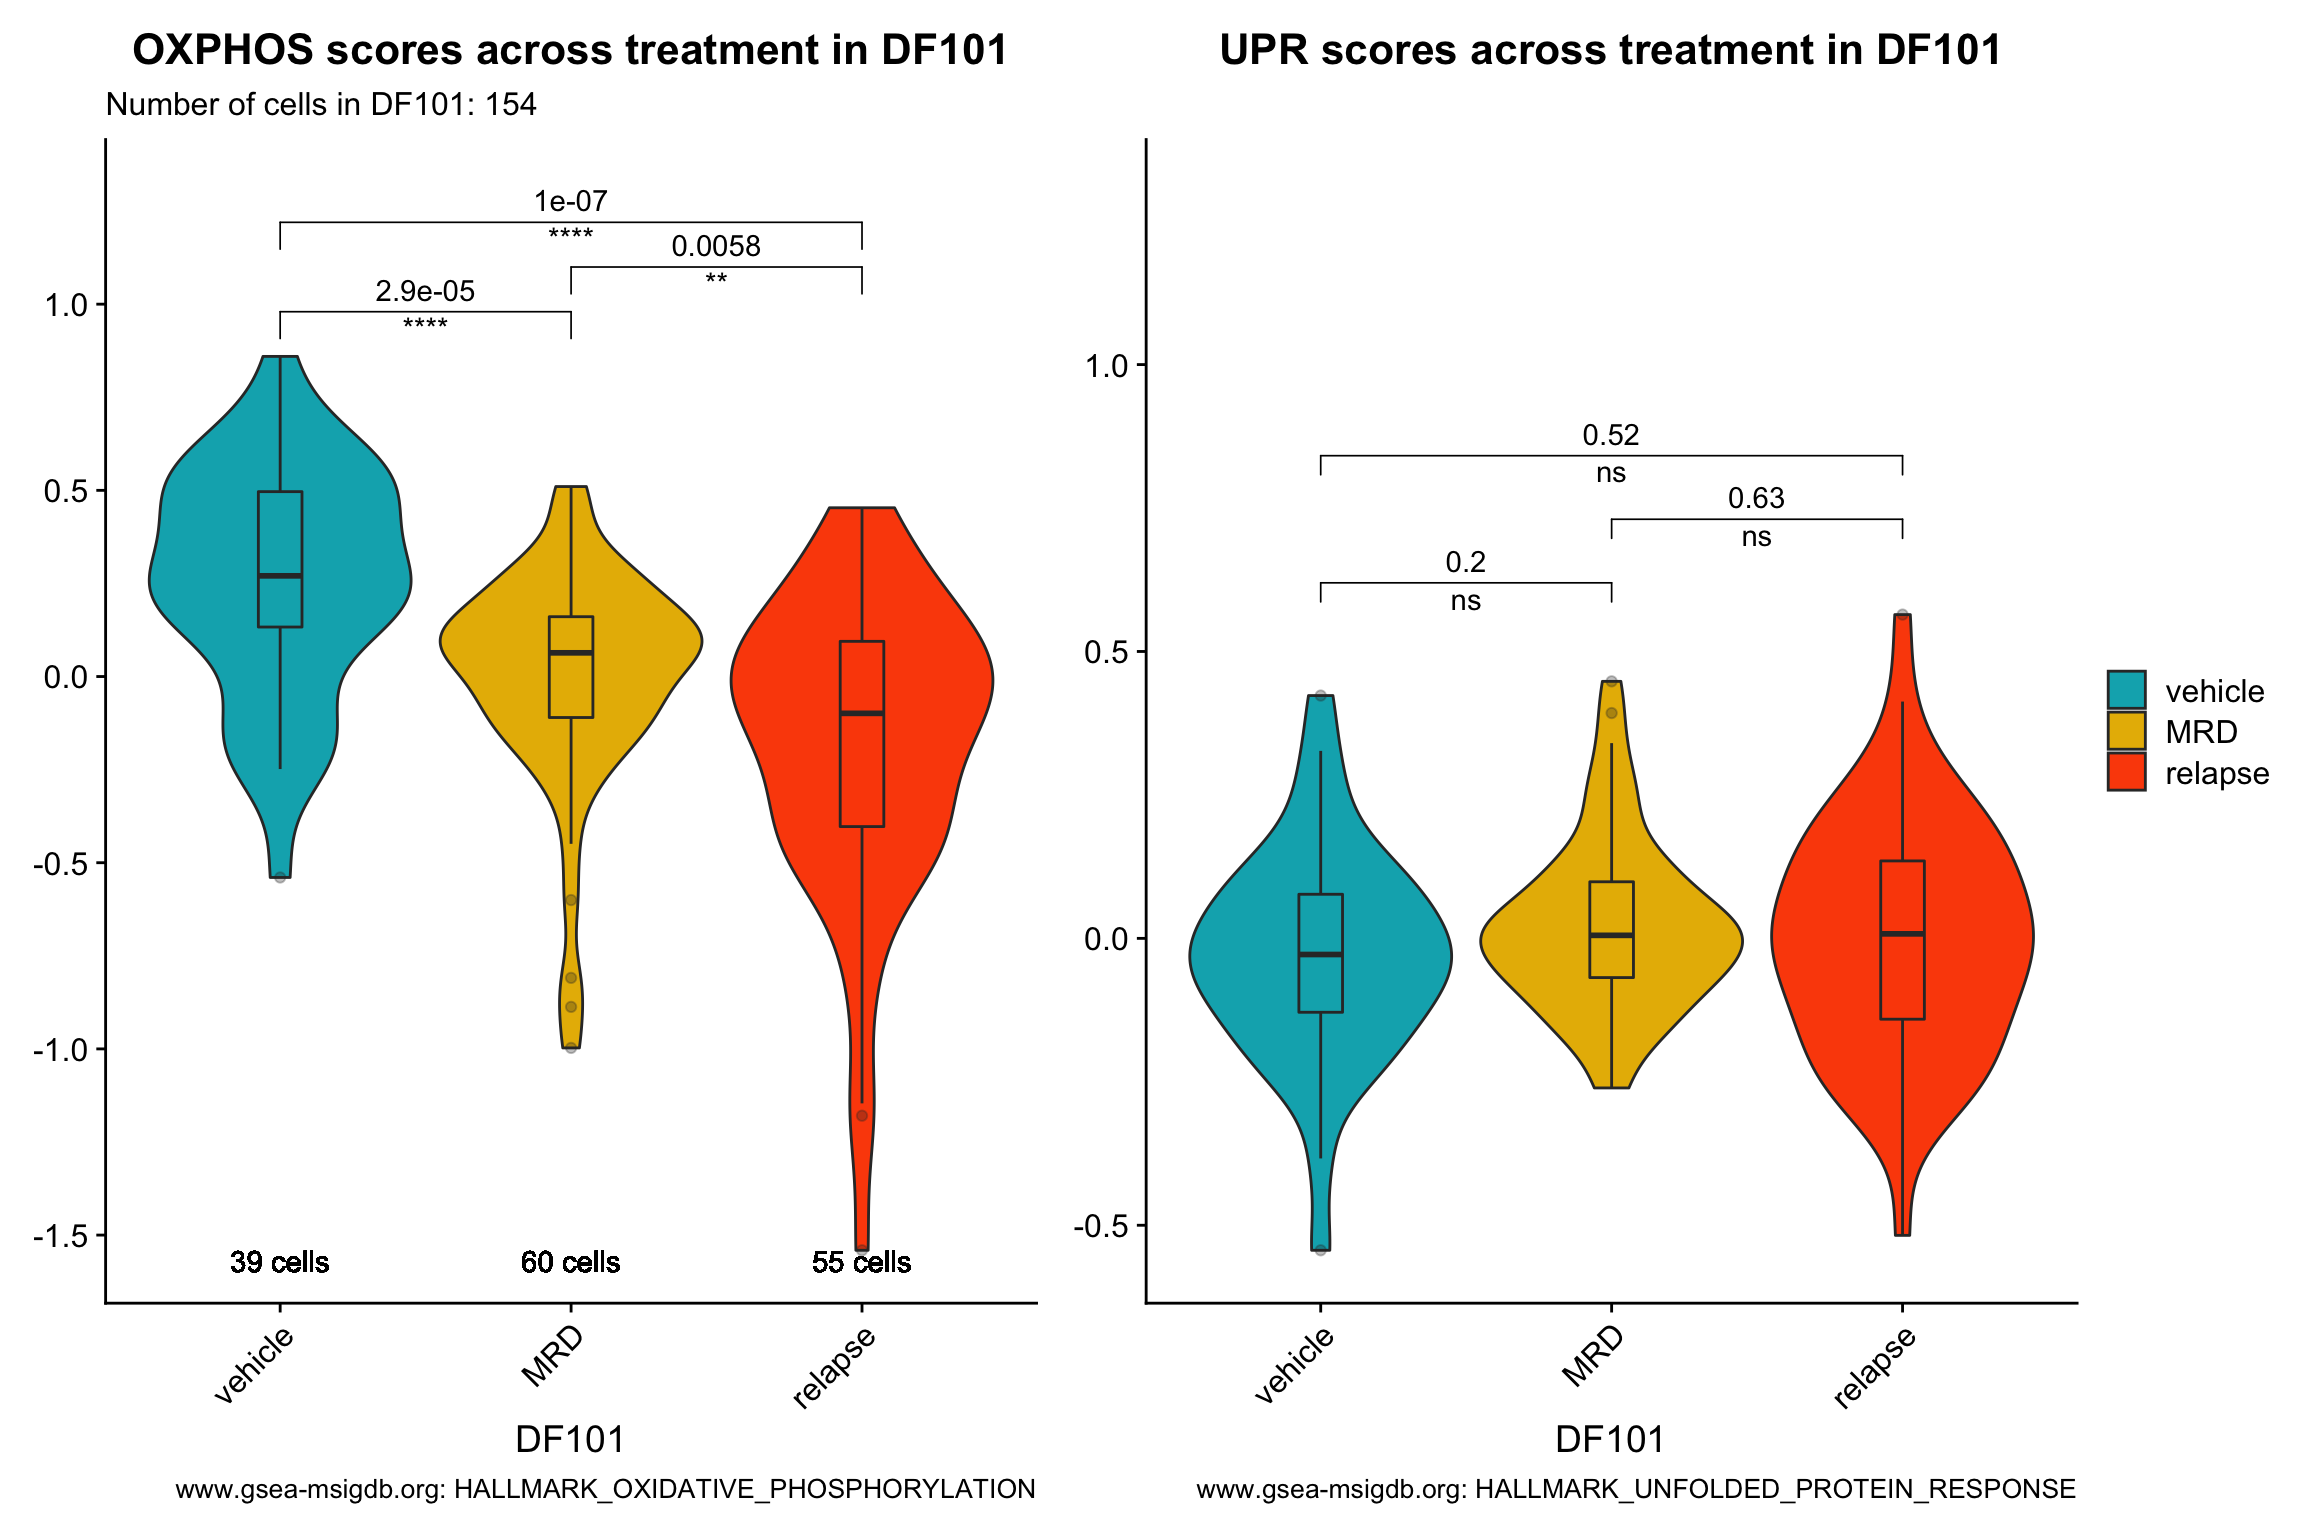 OXPHOS scores across treatment in DF101
Number of cells in DF101: 154
1e-07
****
0.0058
**
2.9e-05
****
1.0
0.5
0.0
-0.5
-1.0
-1.5
39 cells
60 cells
55 cells
vehicle
MRD
relapse
DF101
www.gsea-msigdb.org: HALLMARK_OXIDATIVE_PHOSPHORYLATION
UPR scores across treatment in DF101
0.52
ns
0.63
ns
0.2
ns
1.0
0.5
0.0
-0.5
vehicle
MRD
relapse
DF101
www.gsea-msigdb.org: HALLMARK_UNFOLDED_PROTEIN_RESPONSE
vehicle
MRD
relapse